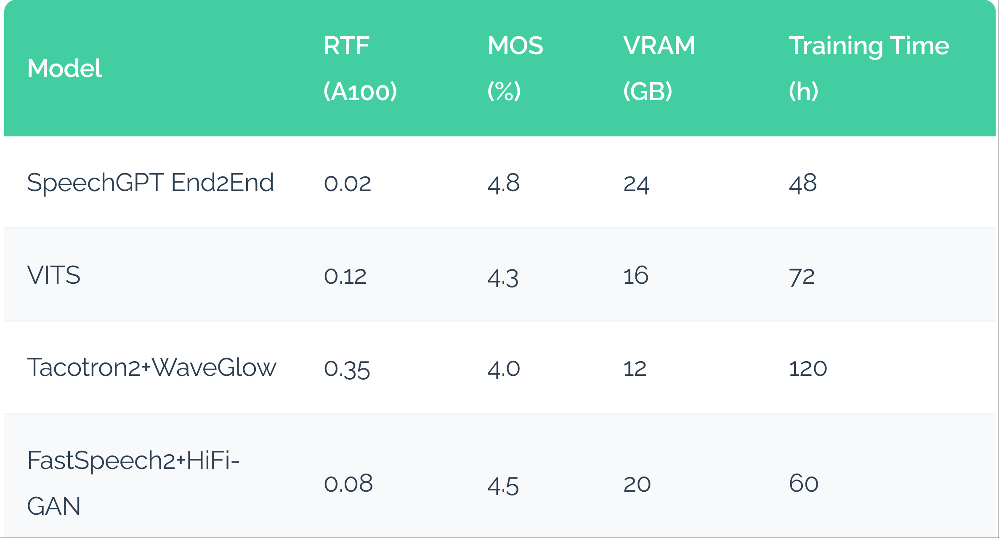 Model RTF (A100) MOS (%) VRAM (GB) Training Time (h)
SpeechGPT End2End 0.02 4.8 24 48
VITS 0.12 4.3 16 72
Tacotron2+WaveGlow 0.35 4.0 12 120
FastSpeech2+HiFi-
GAN 0.08 4.5 20 60